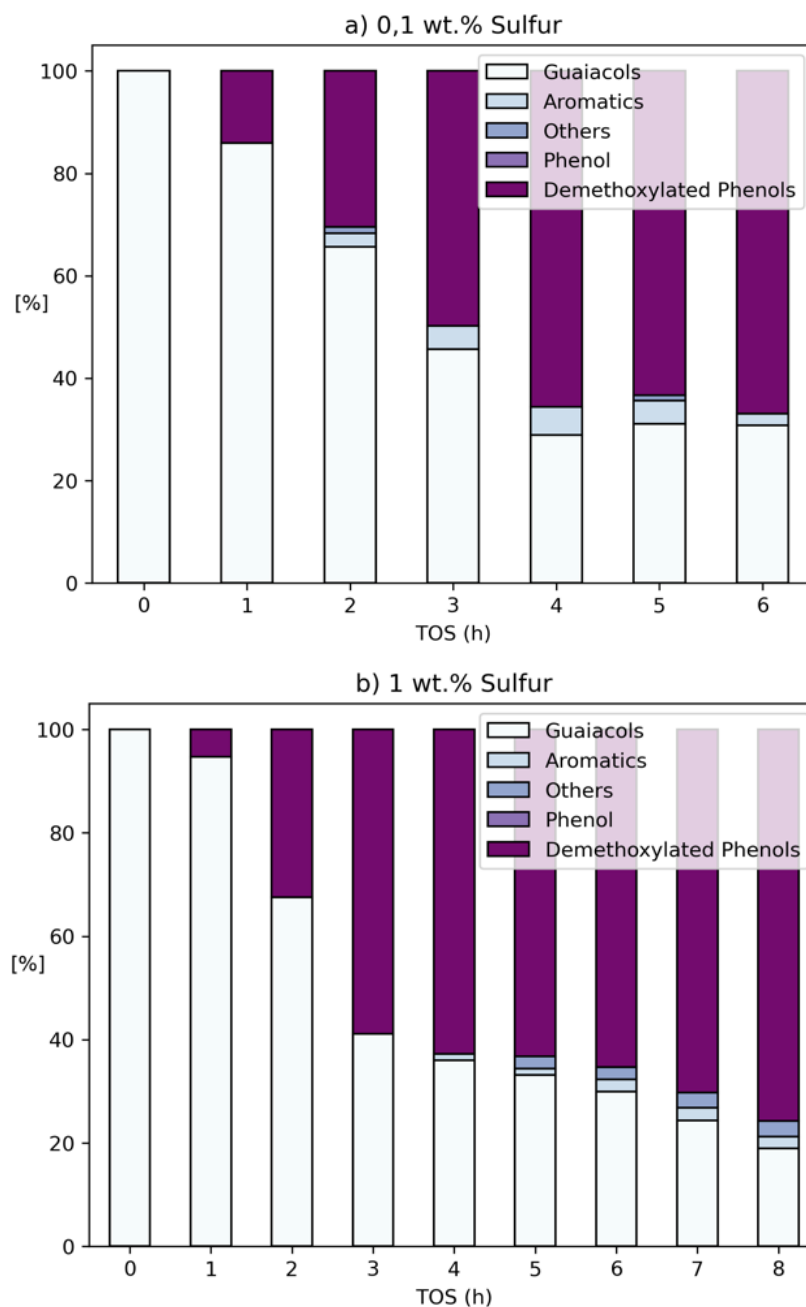 a) 0,1 wt.% Sulfur
100
80
60
40
20
0
[%]
Guaiacols
Aromatics
Others
Phenol
Demethoxylated Phenols
0 1 2 3 4 5 6
TOS (h)
b) 1 wt.% Sulfur
100
80
60
40
20
0
[%]
Guaiacols
Aromatics
Others
Phenol
Demethoxylated Phenols
0 1 2 3 4 5 6 7 8
TOS (h)